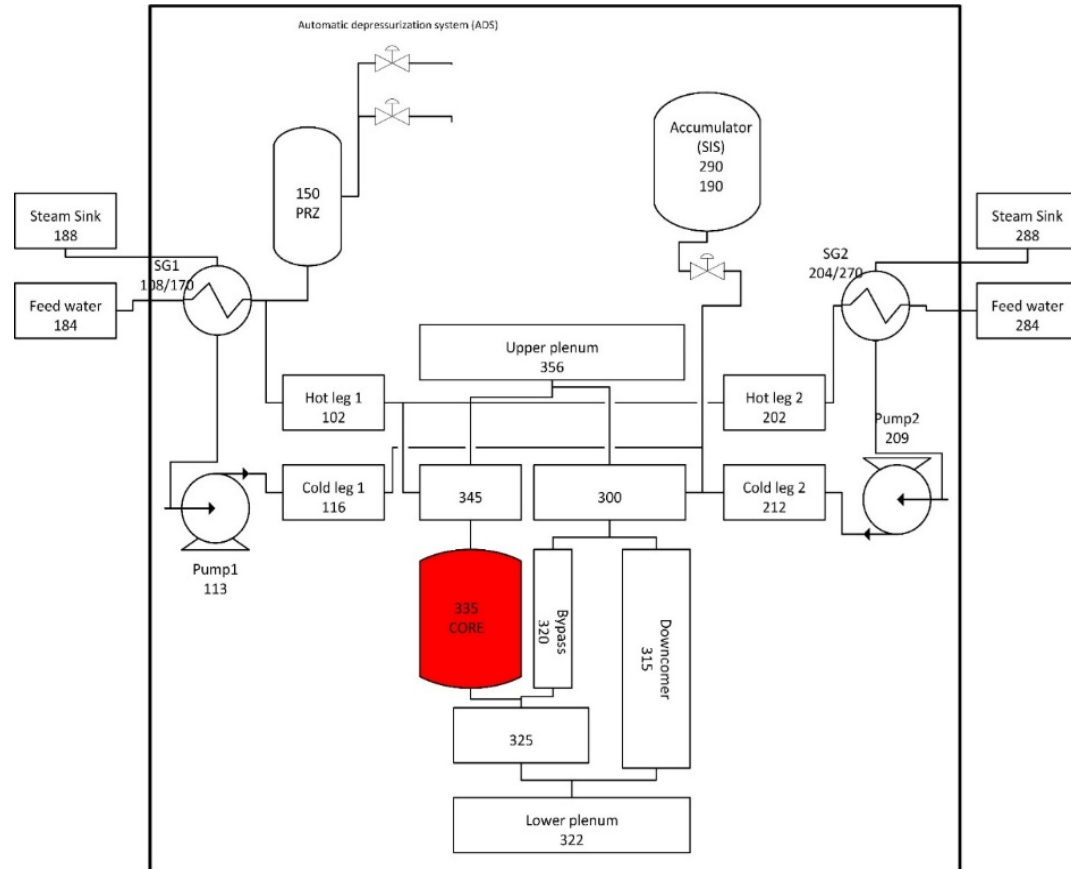 Automatic depressurization system (ADS)
Accumulator
(SIS)
290
190
150
PRZ
Steam Sink
188
Steam Sink
288
SG1
108/170
SG2
204/270
Feed water
184
Feed water
284
Upper plenum
356
Hot leg 1
102
Hot leg 2
202
Pump2
209
Cold leg 1
116
345
300
Cold leg 2
212
Pump1
113
335
CORE
Bypass
320
Downcomer
315
325
Lower plenum
322